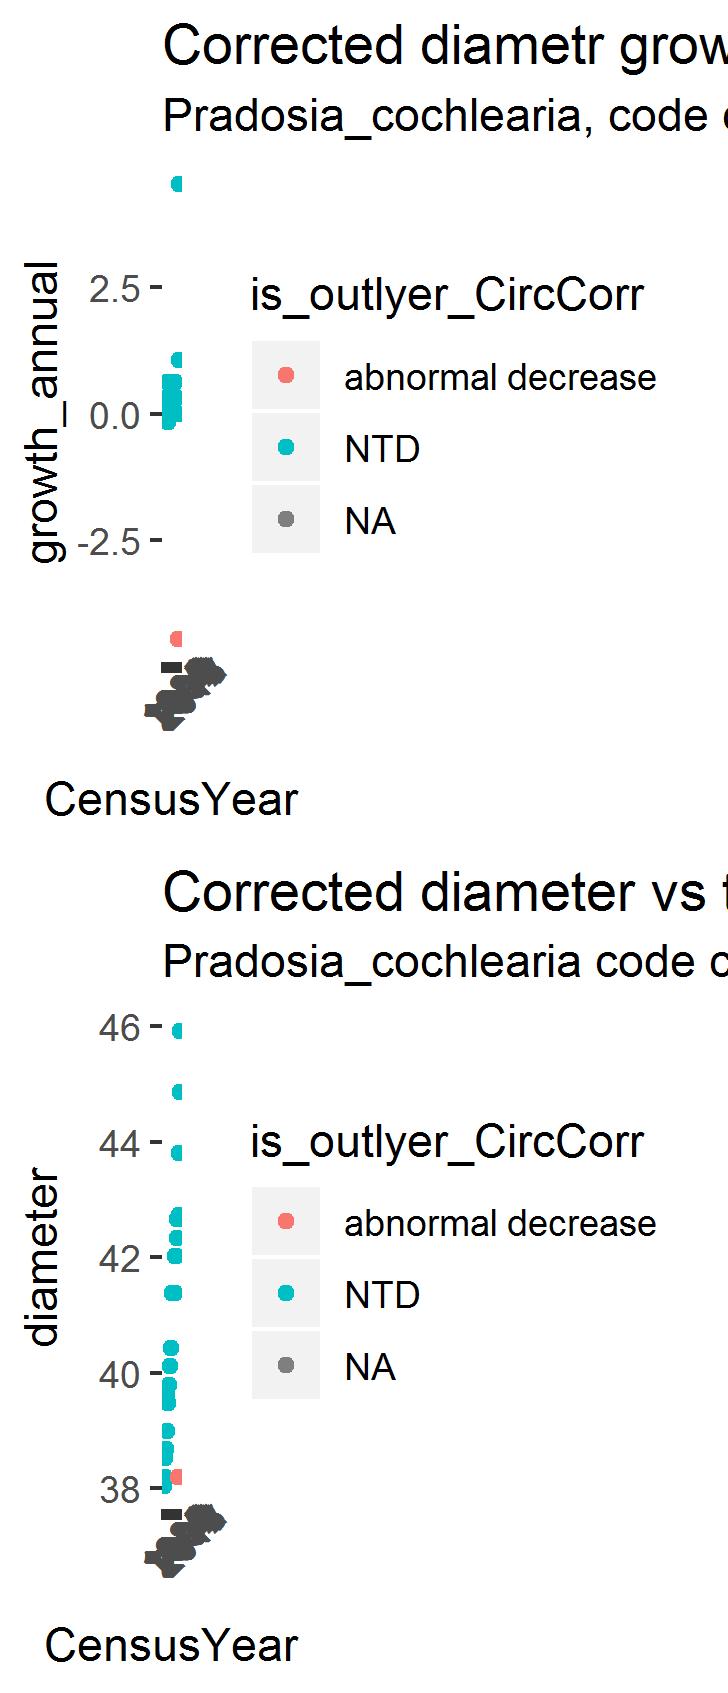 Corrected diametr grow
Pradosia_cochlearia, code
growth_annual
2.5
0.0
-2.5
is_outlyer_CircCorr
abnormal decrease
NTD
NA
CensusYear
Corrected diameter vs
Pradosia_cochlearia code
diameter
46
44
42
40
38
is_outlyer_CircCorr
abnormal decrease
NTD
NA
CensusYear